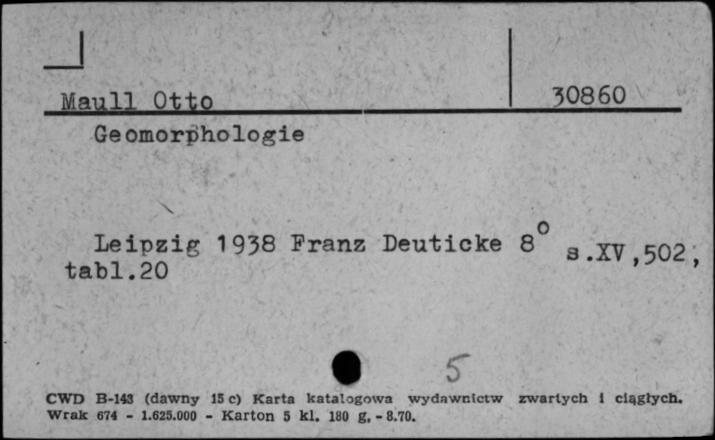 Maull Otto 30860
Geomorphologie
Leipzig 1938 Franz Deuticke 8° s.XV,502,
tabl.20
5
CWD B-143 (dawny 15 c) Karta katalogowa wydawnictw zwartych i ciągłych.
Wrak 674 - 1.625.000 - Karton 5 kl. 180 g. - 8.70.